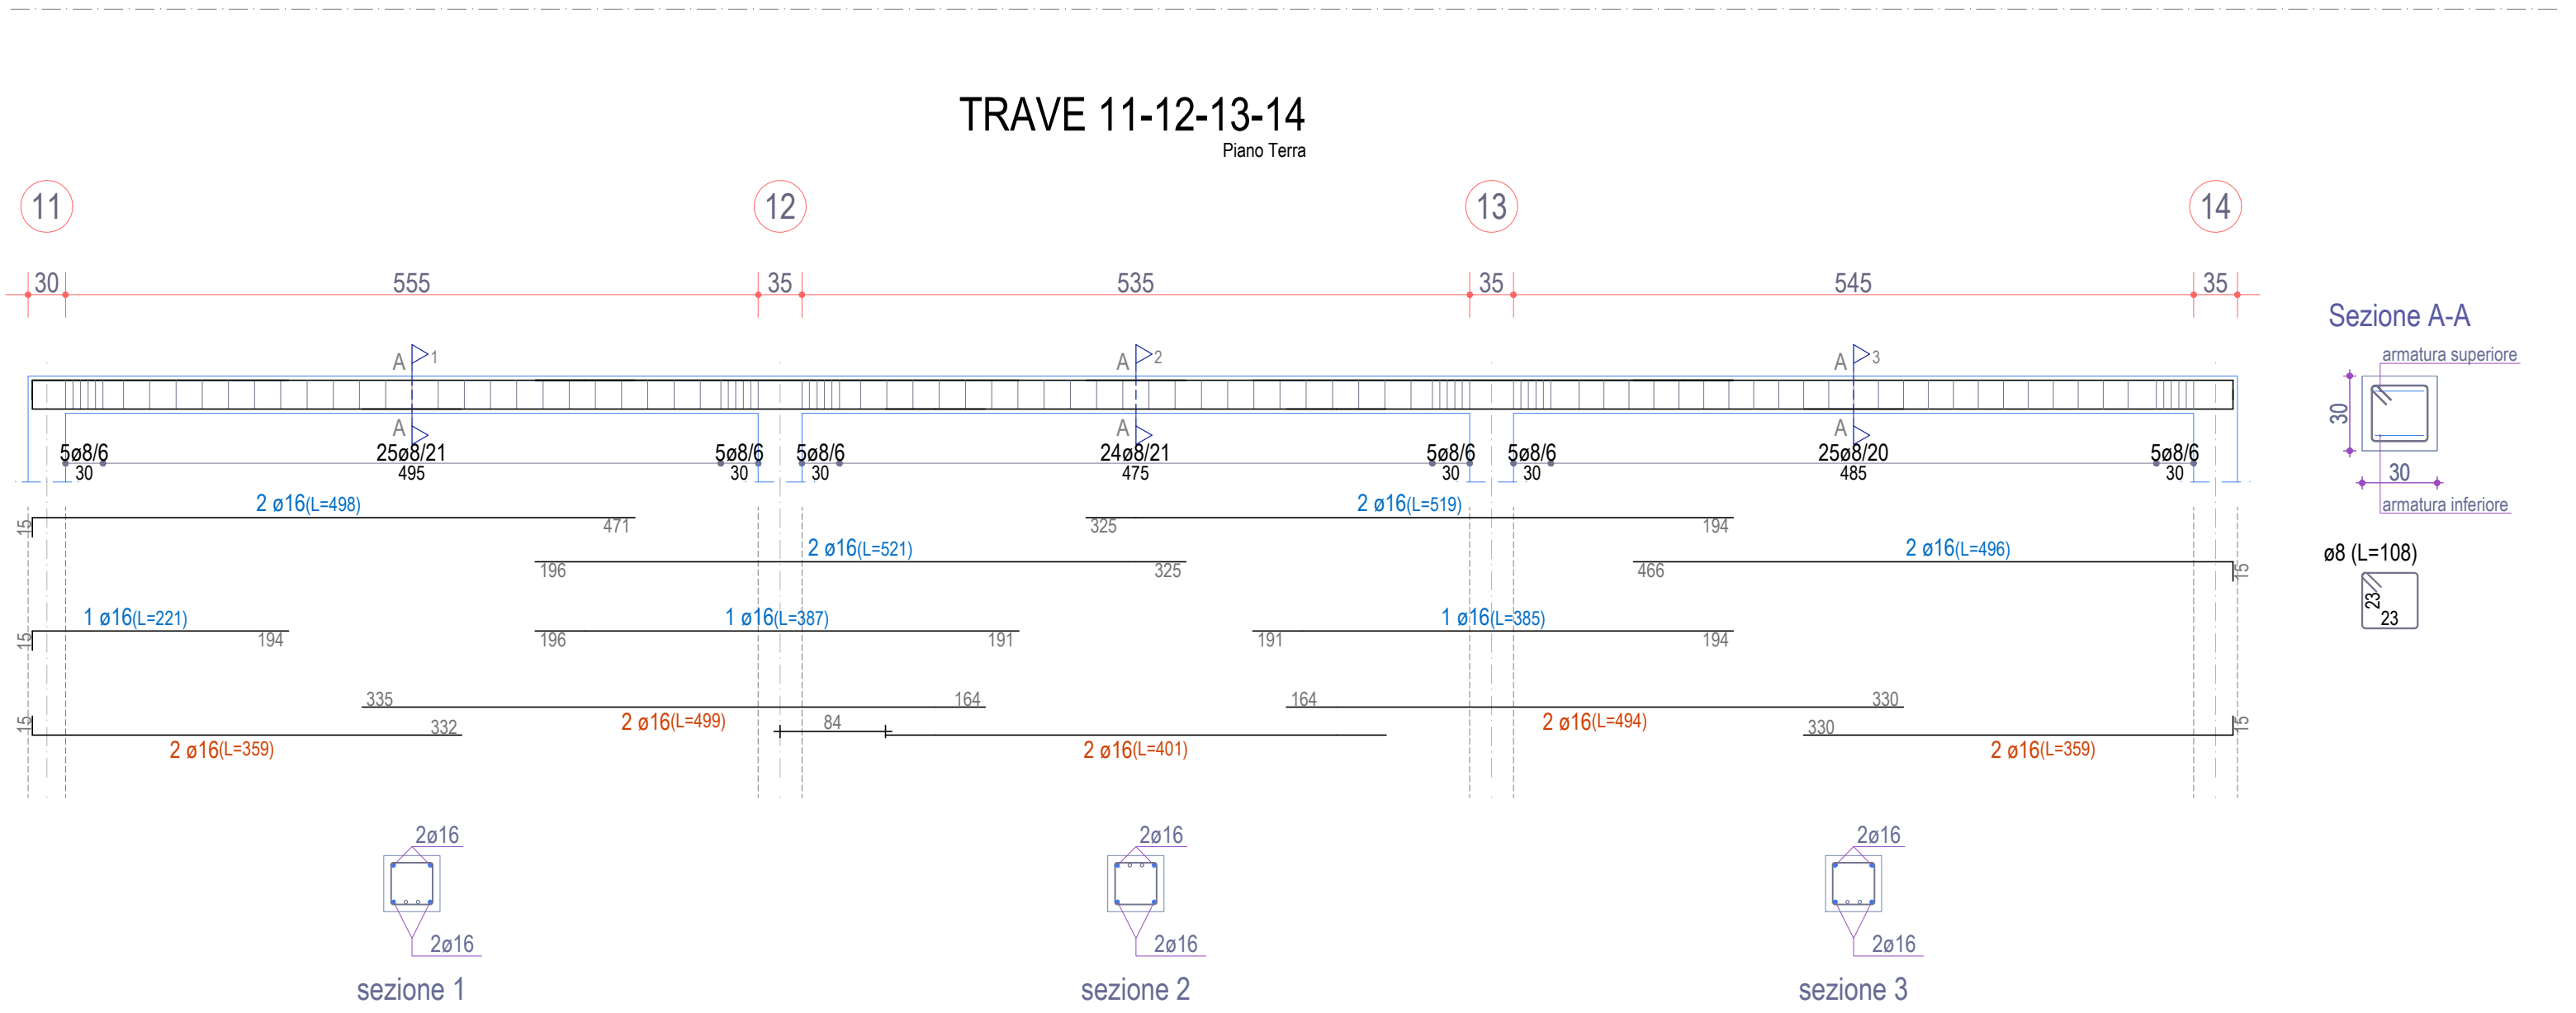 TRAVE 11-12-13-14
Piano Terra
11 12 13 14
30 555 35 535 35 545 35
Sezione A-A
armatura superiore
30
30
armatura inferiore
A 1 A 2 A 3
A A A
5ø8/6 25ø8/21 5ø8/6 5ø8/6 24ø8/21 5ø8/6 5ø8/6 25ø8/20 5ø8/6
30 495 30 30 475 30 30 485 30
2 ø16(L=498) 2 ø16(L=519)
15 471 325 194
2 ø16(L=521) 2 ø16(L=496)
196 325 466 15
ø8 (L=108)
23
23
1 ø16(L=221) 1 ø16(L=387) 1 ø16(L=385)
15 194 196 191 191 194
335 164 164 330
2 ø16(L=499) 84 2 ø16(L=494)
15 332 330 15
2 ø16(L=359) 2 ø16(L=401) 2 ø16(L=359)
2ø16 2ø16 2ø16
2ø16 2ø16 2ø16
sezione 1 sezione 2 sezione 3